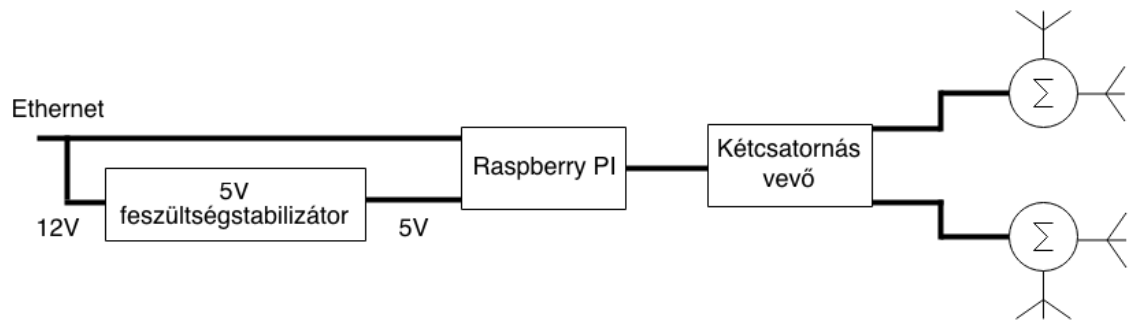 Ethernet
Raspberry PI
Kétcsatornás
vevő
5V
feszültségstabilizátor
12V
5V
Σ
Σ